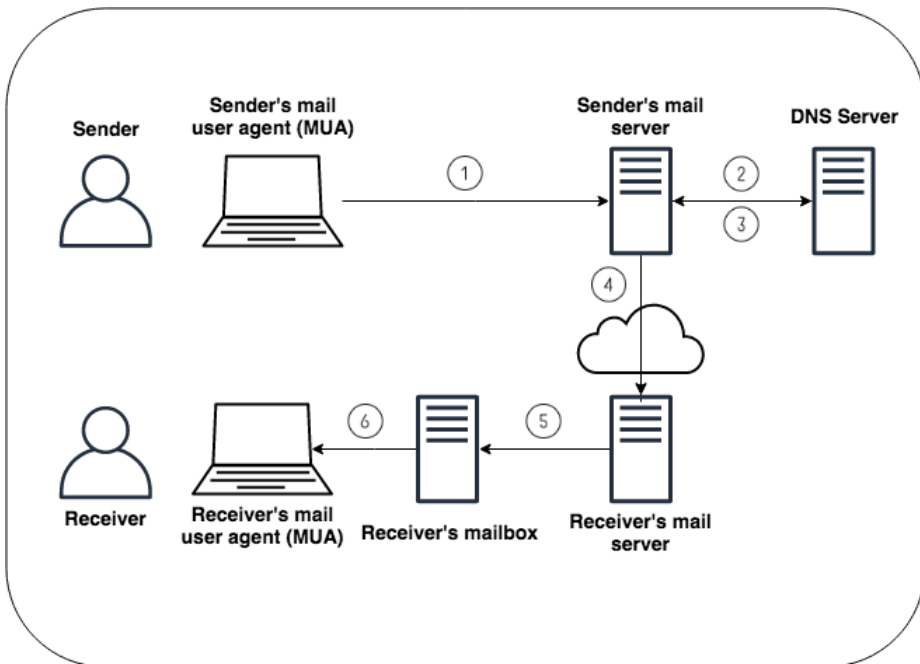 Sender
Sender's mail
user agent (MUA)
Sender's mail
server
DNS Server
1
2
3
4
5
6
Receiver
Receiver's mail
user agent (MUA)
Receiver's mailbox
Receiver's mail
server